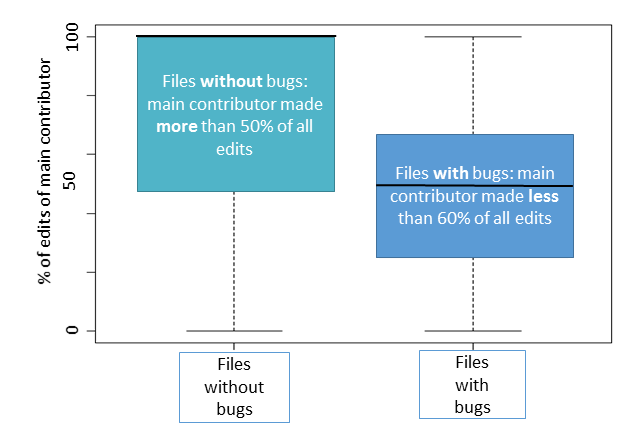 % of edits of main contributor
100
50
0
Files without bugs:
main contributor made
more than 50% of all
edits
Files with bugs: main
contributor made less
than 60% of all edits
Files
without
bugs
Files
with
bugs